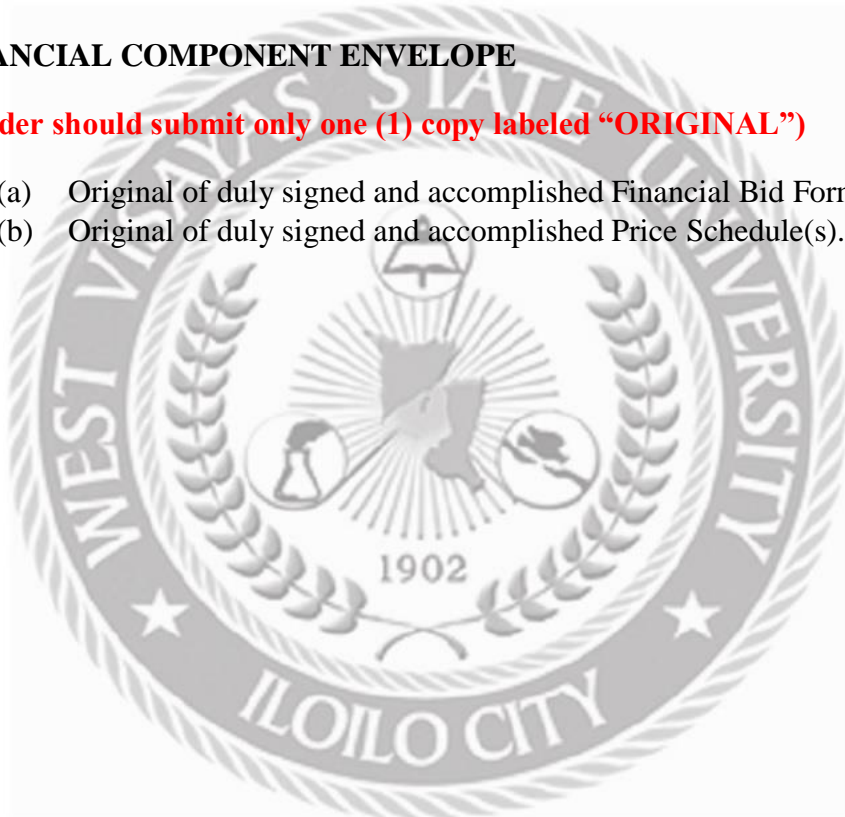 ANCIAL COMPONENT ENVELOPE
der should submit only one (1) copy labeled “ORIGINAL”)
(a) Original of duly signed and accomplished Financial Bid For
(b) Original of duly signed and accomplished Price Schedule(s).
WEST VISAYAS STATE UNIVERSITY
1902
ILOILO CITY